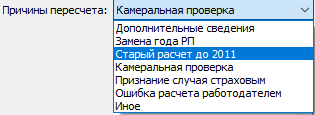 Причины пересчета: Камеральная проверка
Дополнительные сведения
Замена года РП
Старый расчет до 2011
Камеральная проверка
Признание случая страховым
Ошибка расчета работодателем
Иное